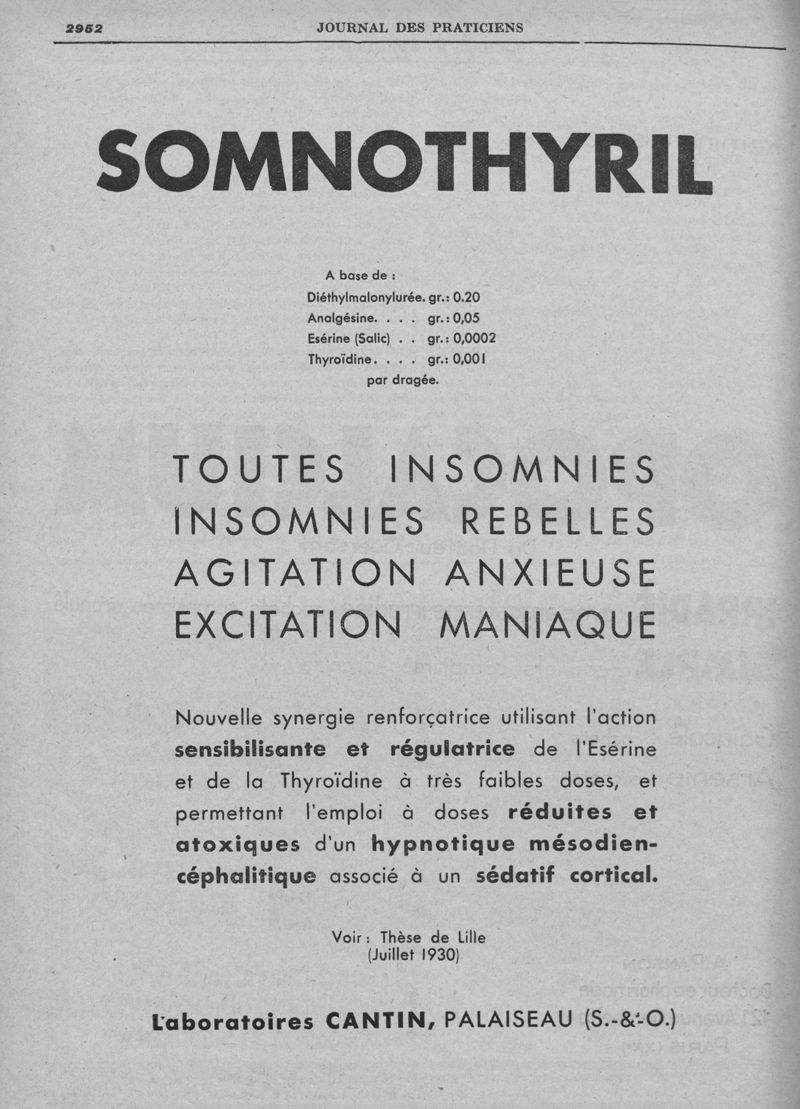 2952
JOURNAL DES PRATICIENS
SOMNOTHYRIL
A base de :
Diéthylmalonylurée. gr.: 0.20
Analgésine. . . . gr.: 0,05
Esérine (Salic) . . gr.: 0,0002
Thyroïdine. . . . gr.: 0,001
par dragée.
TOUTES INSOMNIES
INSOMNIES REBELLES
AGITATION ANXIEUSE
EXCITATION MANIAQUE
Nouvelle synergie renforçatrice utilisant l'action
sensibilisante et régulatrice de l'Esérine
et de la Thyroïdine à très faibles doses, et
permettant l'emploi à doses réduites et
atoxiques d'un hypnotique mésodien-
céphalitique associé à un sédatif cortical.
Voir : Thèse de Lille
(Juillet 1930)
Laboratoires CANTIN, PALAISEAU (S.-&-O.)